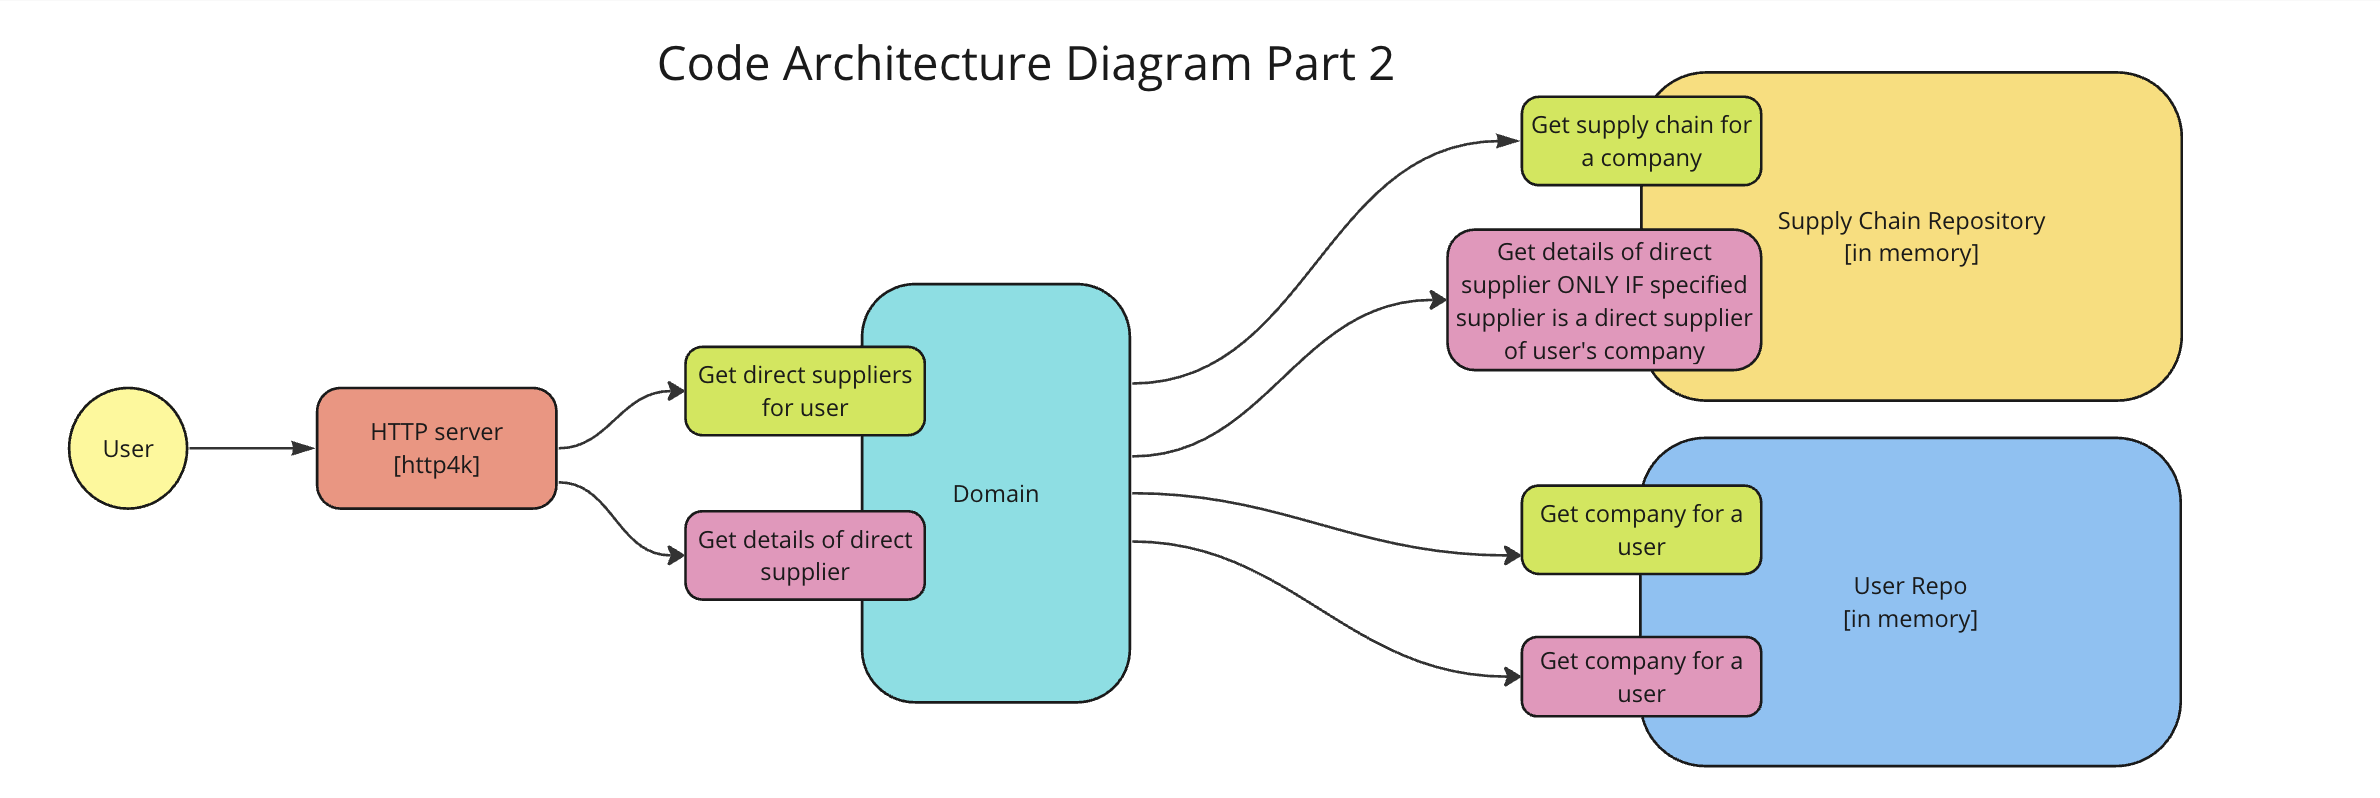 Code Architecture Diagram Part 2
User
HTTP server
[http4k]
Get direct suppliers
for user
Get details of direct
supplier
Domain
Get supply chain for
a company
Get details of direct
supplier ONLY IF specified
supplier is a direct supplier
of user's company
Supply Chain Repository
[in memory]
Get company for a
user
Get company for a
user
User Repo
[in memory]